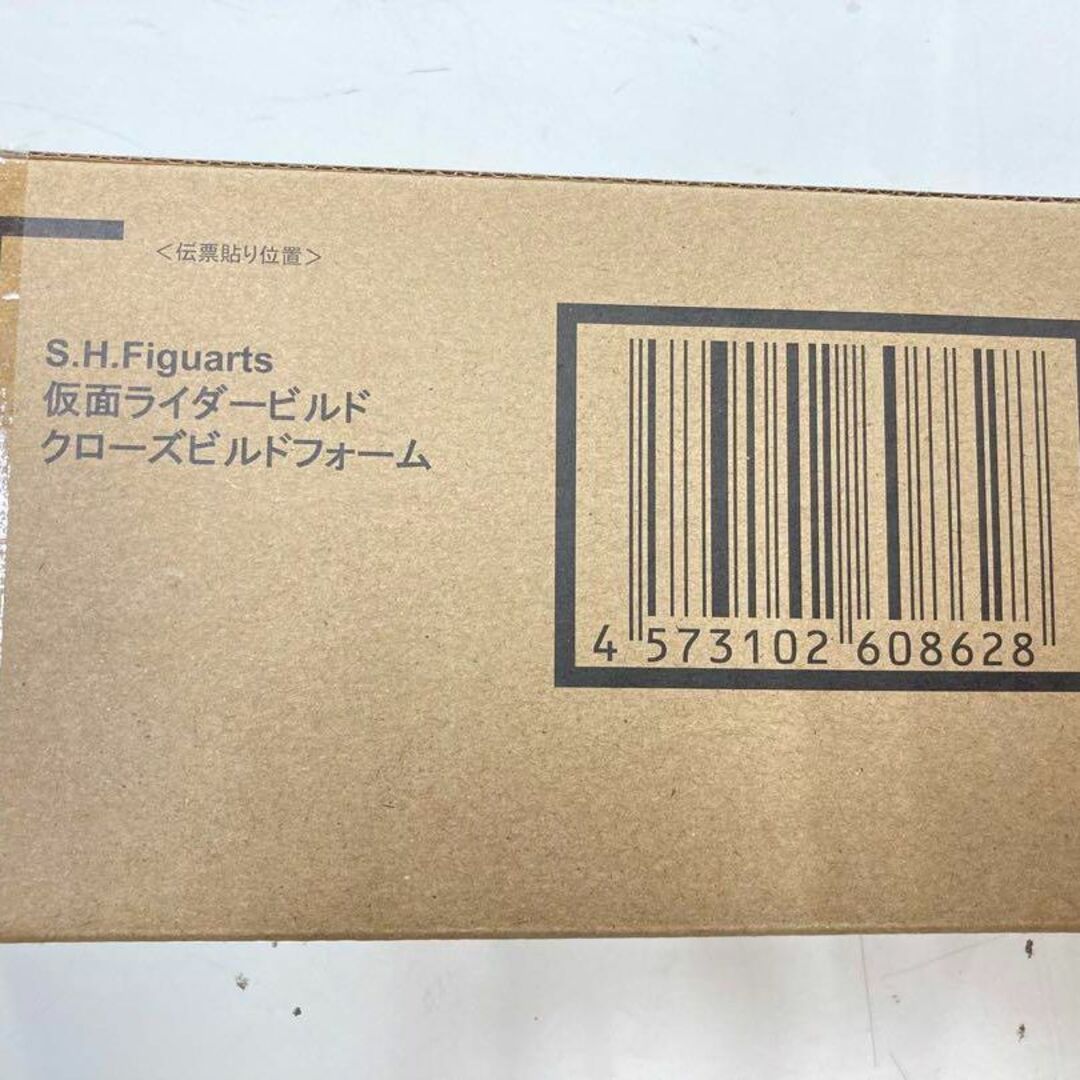 ＜伝票貼り位置＞
S.H.Figuarts
仮面ライダービルド
クローズビルドフォーム
4 573102 608628